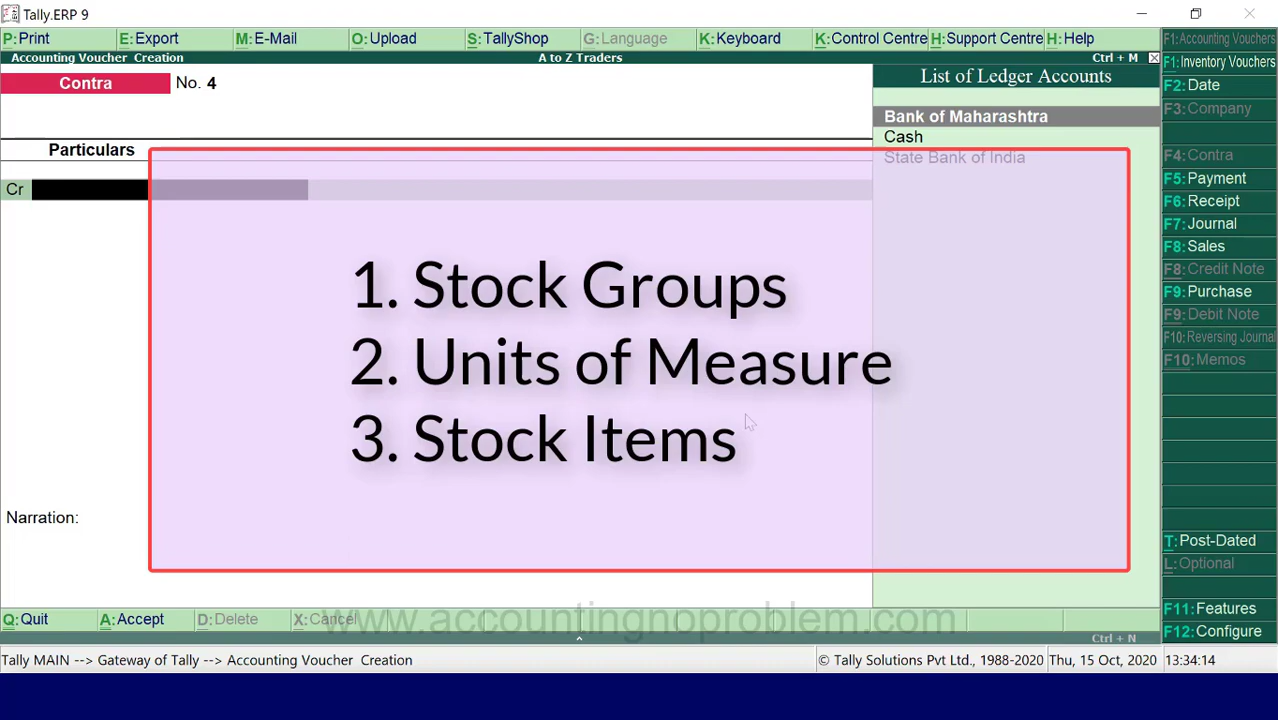 Tally.ERP 9
P: Print E: Export M: E-Mail O: Upload S: TallyShop G: Language K: Keyboard K: Control Centre H: Support Centre H: Help
Accounting Voucher Creation A to Z Traders Ctrl + M
Contra No. 4
Particulars
Cr
1. Stock Groups
2. Units of Measure
3. Stock Items
Narration:
List of Ledger Accounts
Bank of Maharashtra
Cash
State Bank of India
F1: Accounting Vouchers
F1: Inventory Vouchers
F2: Date
F3: Company
F4: Contra
F5: Payment
F6: Receipt
F7: Journal
F8: Sales
F8: Credit Note
F9: Purchase
F9: Debit Note
F10: Reversing Journal
F10: Memos
T: Post-Dated
L: Optional
F11: Features
F12: Configure
Q: Quit A: Accept D: Delete X: Cancel
www.accountingnoproblem.com
Ctrl + N
Tally MAIN --> Gateway of Tally --> Accounting Voucher Creation © Tally Solutions Pvt Ltd., 1988-2020 Thu, 15 Oct, 2020 13:34:14